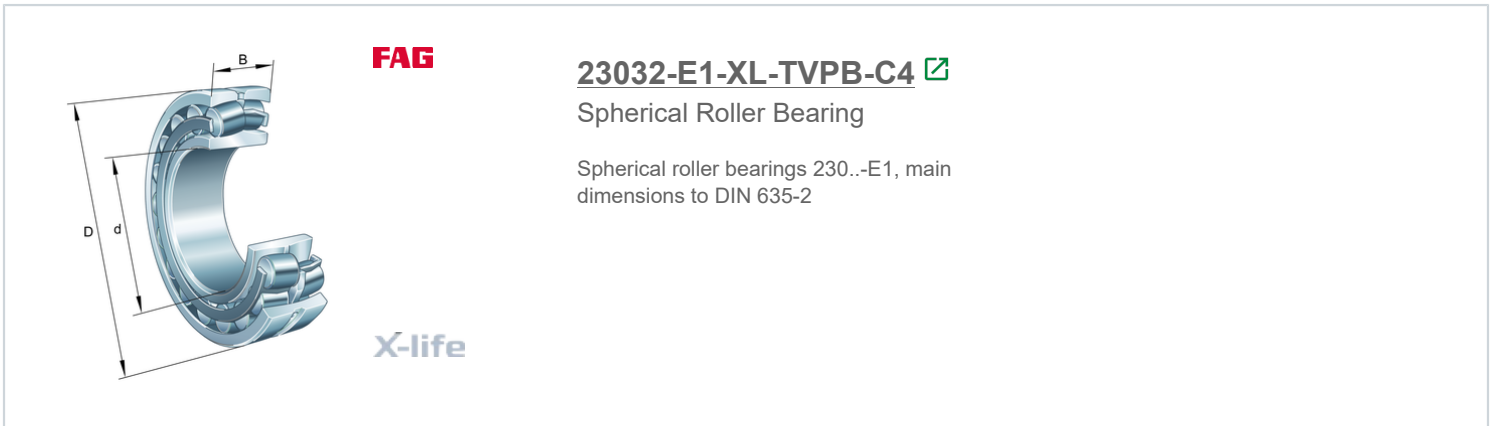 FAG
B
D
d
X-life
23032-E1-XL-TVPB-C4
Spherical Roller Bearing
Spherical roller bearings 230..-E1, main
dimensions to DIN 635-2